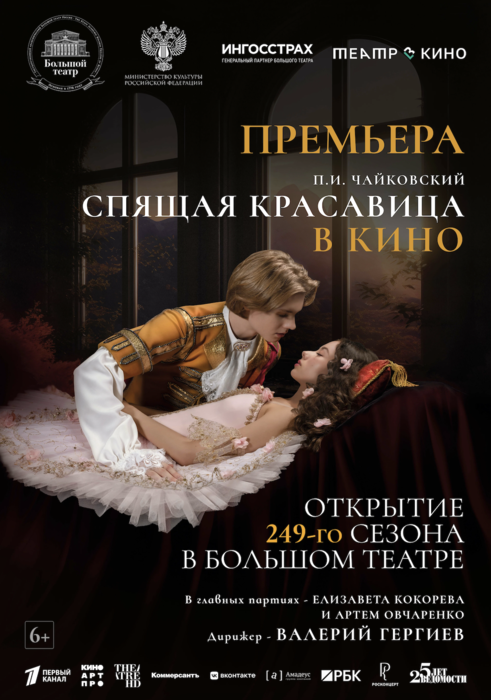 Большой
театр
МИНИСТЕРСТВО КУЛЬТУРЫ
РОССИЙСКОЙ ФЕДЕРАЦИИ
ИНГОССТРАХ
ГЕНЕРАЛЬНЫЙ ПАРТНЕР БОЛЬШОГО ТЕАТРА
ТЕАТР В КИНО
ПРЕМЬЕРА
П.И. ЧАЙКОВСКИЙ
СПЯЩАЯ КРАСАВИЦА
В КИНО
ОТКРЫТИЕ
249-го СЕЗОНА
В БОЛЬШОМ ТЕАТРЕ
В главных партиях - ЕЛИЗАВЕТА КОКОРЕВА
И АРТЕМ ОВЧАРЕНКО
Дирижер - ВАЛЕРИЙ ГЕРГИЕВ
6+
ПЕРВЫЙ
КАНАЛ
КИНО
АРТ
ПРО
THE
ATRE
HD
Коммерсантъ
вконтакте
[а] Амадеус
РБК
РОСКОНЦЕРТ
25 ЛЕТ
ВЕДОМОСТИ